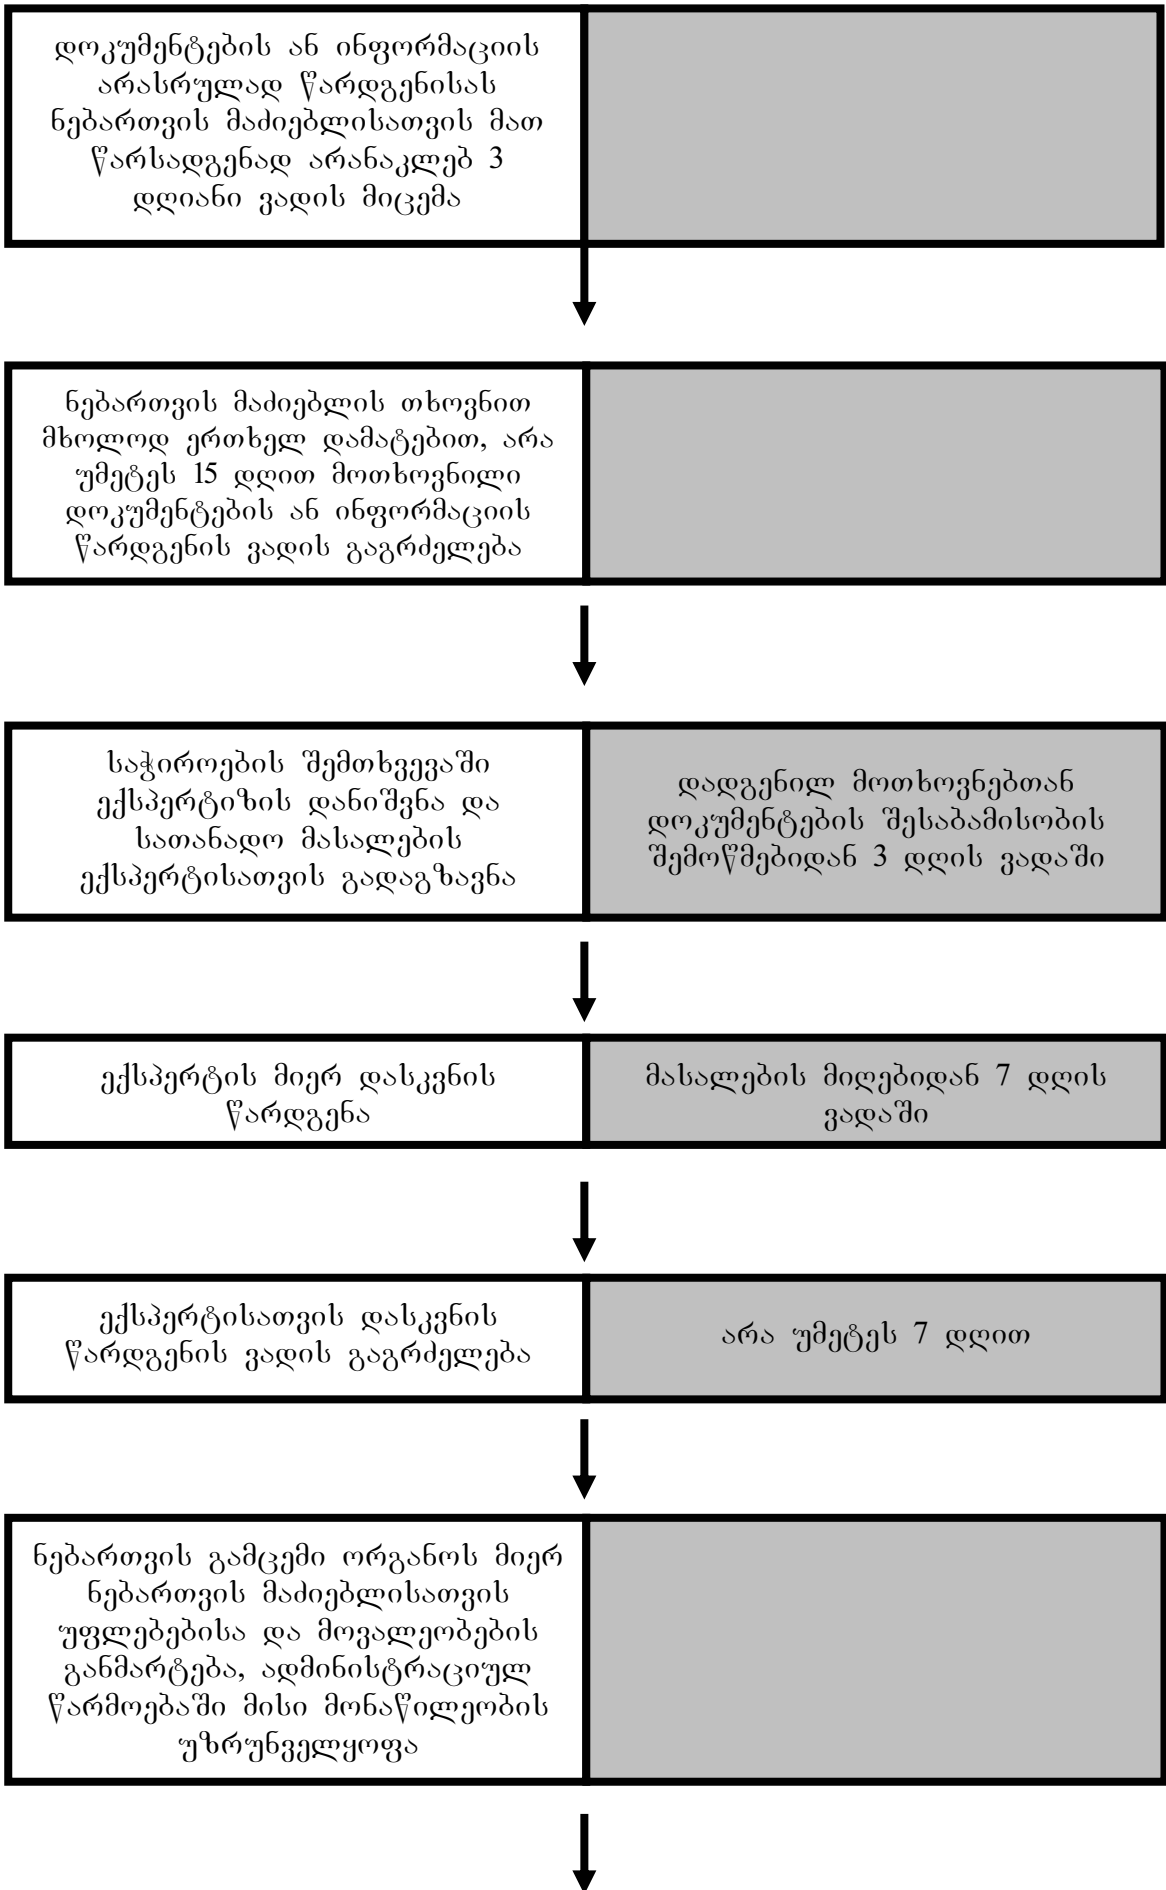 დოკუმენტების ან ინფორმაციის
არასრულად წარდგენისას
ნებართვის მაძიებლისათვის მათ
წარსადგენად არანაკლებ 3
დღიანი ვადის მიცემა
ნებართვის მაძიებლის თხოვნით
მხოლოდ ერთხელ დამატებით, არა
უმეტეს 15 დღით მოთხოვნილი
დოკუმენტების ან ინფორმაციის
წარდგენის ვადის გაგრძელება
საჭიროების შემთხვევაში
ექსპერტიზის დანიშვნა და
სათანადო მასალების
ექსპერტისათვის გადაგზავნა
დადგენილ მოთხოვნებთან
დოკუმენტების შესაბამისობის
შემოწმებიდან 3 დღის ვადაში
ექსპერტის მიერ დასკვნის
წარდგენა
მასალების მიღებიდან 7 დღის
ვადაში
ექსპერტისათვის დასკვნის
წარდგენის ვადის გაგრძელება
არა უმეტეს 7 დღით
ნებართვის გამცემი ორგანოს მიერ
ნებართვის მაძიებლისათვის
უფლებებისა და მოვალეობების
განმარტება, ადმინისტრაციულ
წარმოებაში მისი მონაწილეობის
უზრუნველყოფა